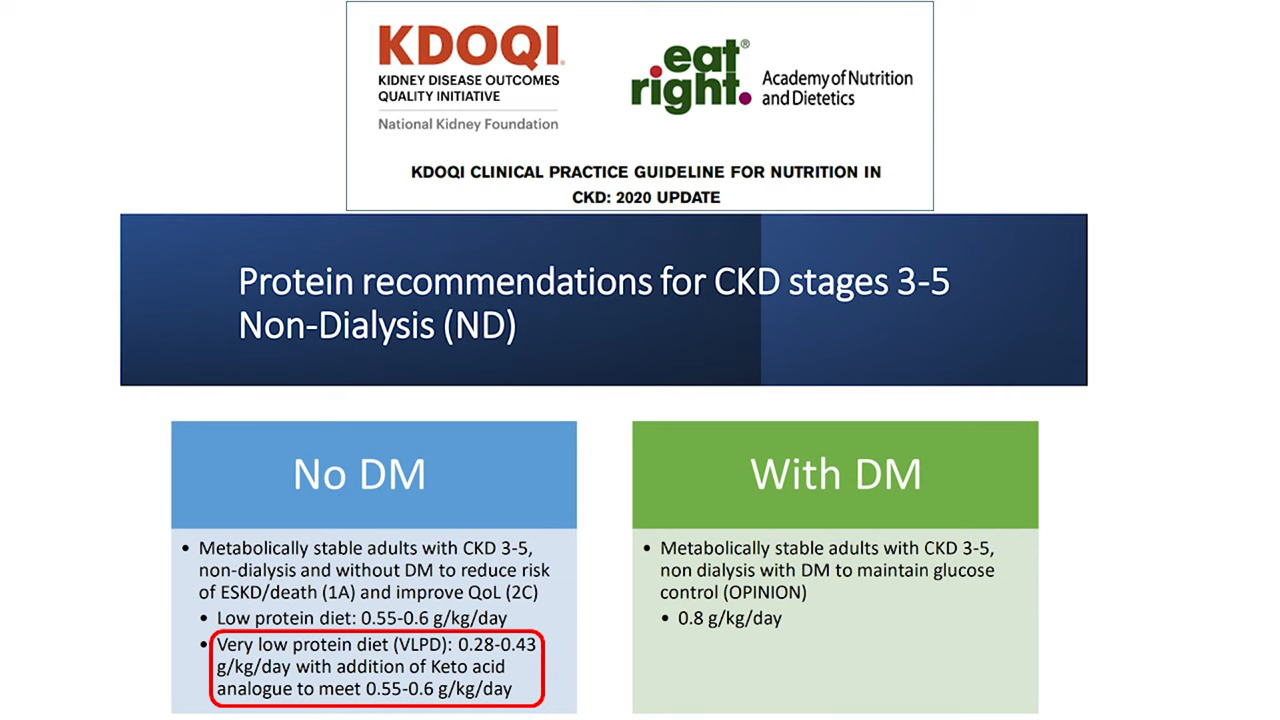 KDOQI®
KIDNEY DISEASE OUTCOMES
QUALITY INITIATIVE
National Kidney Foundation
eat®
right.
Academy of Nutrition
and Dietetics
KDOQI CLINICAL PRACTICE GUIDELINE FOR NUTRITION IN
CKD: 2020 UPDATE
Protein recommendations for CKD stages 3-5
Non-Dialysis (ND)
No DM
• Metabolically stable adults with CKD 3-5,
non-dialysis and without DM to reduce risk
of ESKD/death (1A) and improve QoL (2C)
• Low protein diet: 0.55-0.6 g/kg/day
• Very low protein diet (VLPD): 0.28-0.43
g/kg/day with addition of Keto acid
analogue to meet 0.55-0.6 g/kg/day
With DM
• Metabolically stable adults with CKD 3-5,
non dialysis with DM to maintain glucose
control (OPINION)
• 0.8 g/kg/day